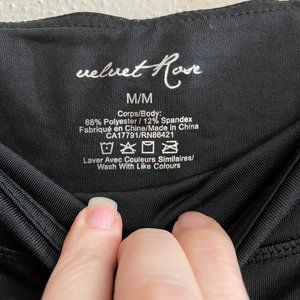 velvet Rose
M/M
Corps/Body:
88% Polyester / 12% Spandex
Fabriqué en Chine/Made in China
CA17791/RN86421
Laver Avec Couleurs Similaires/
Wash With Like Colours